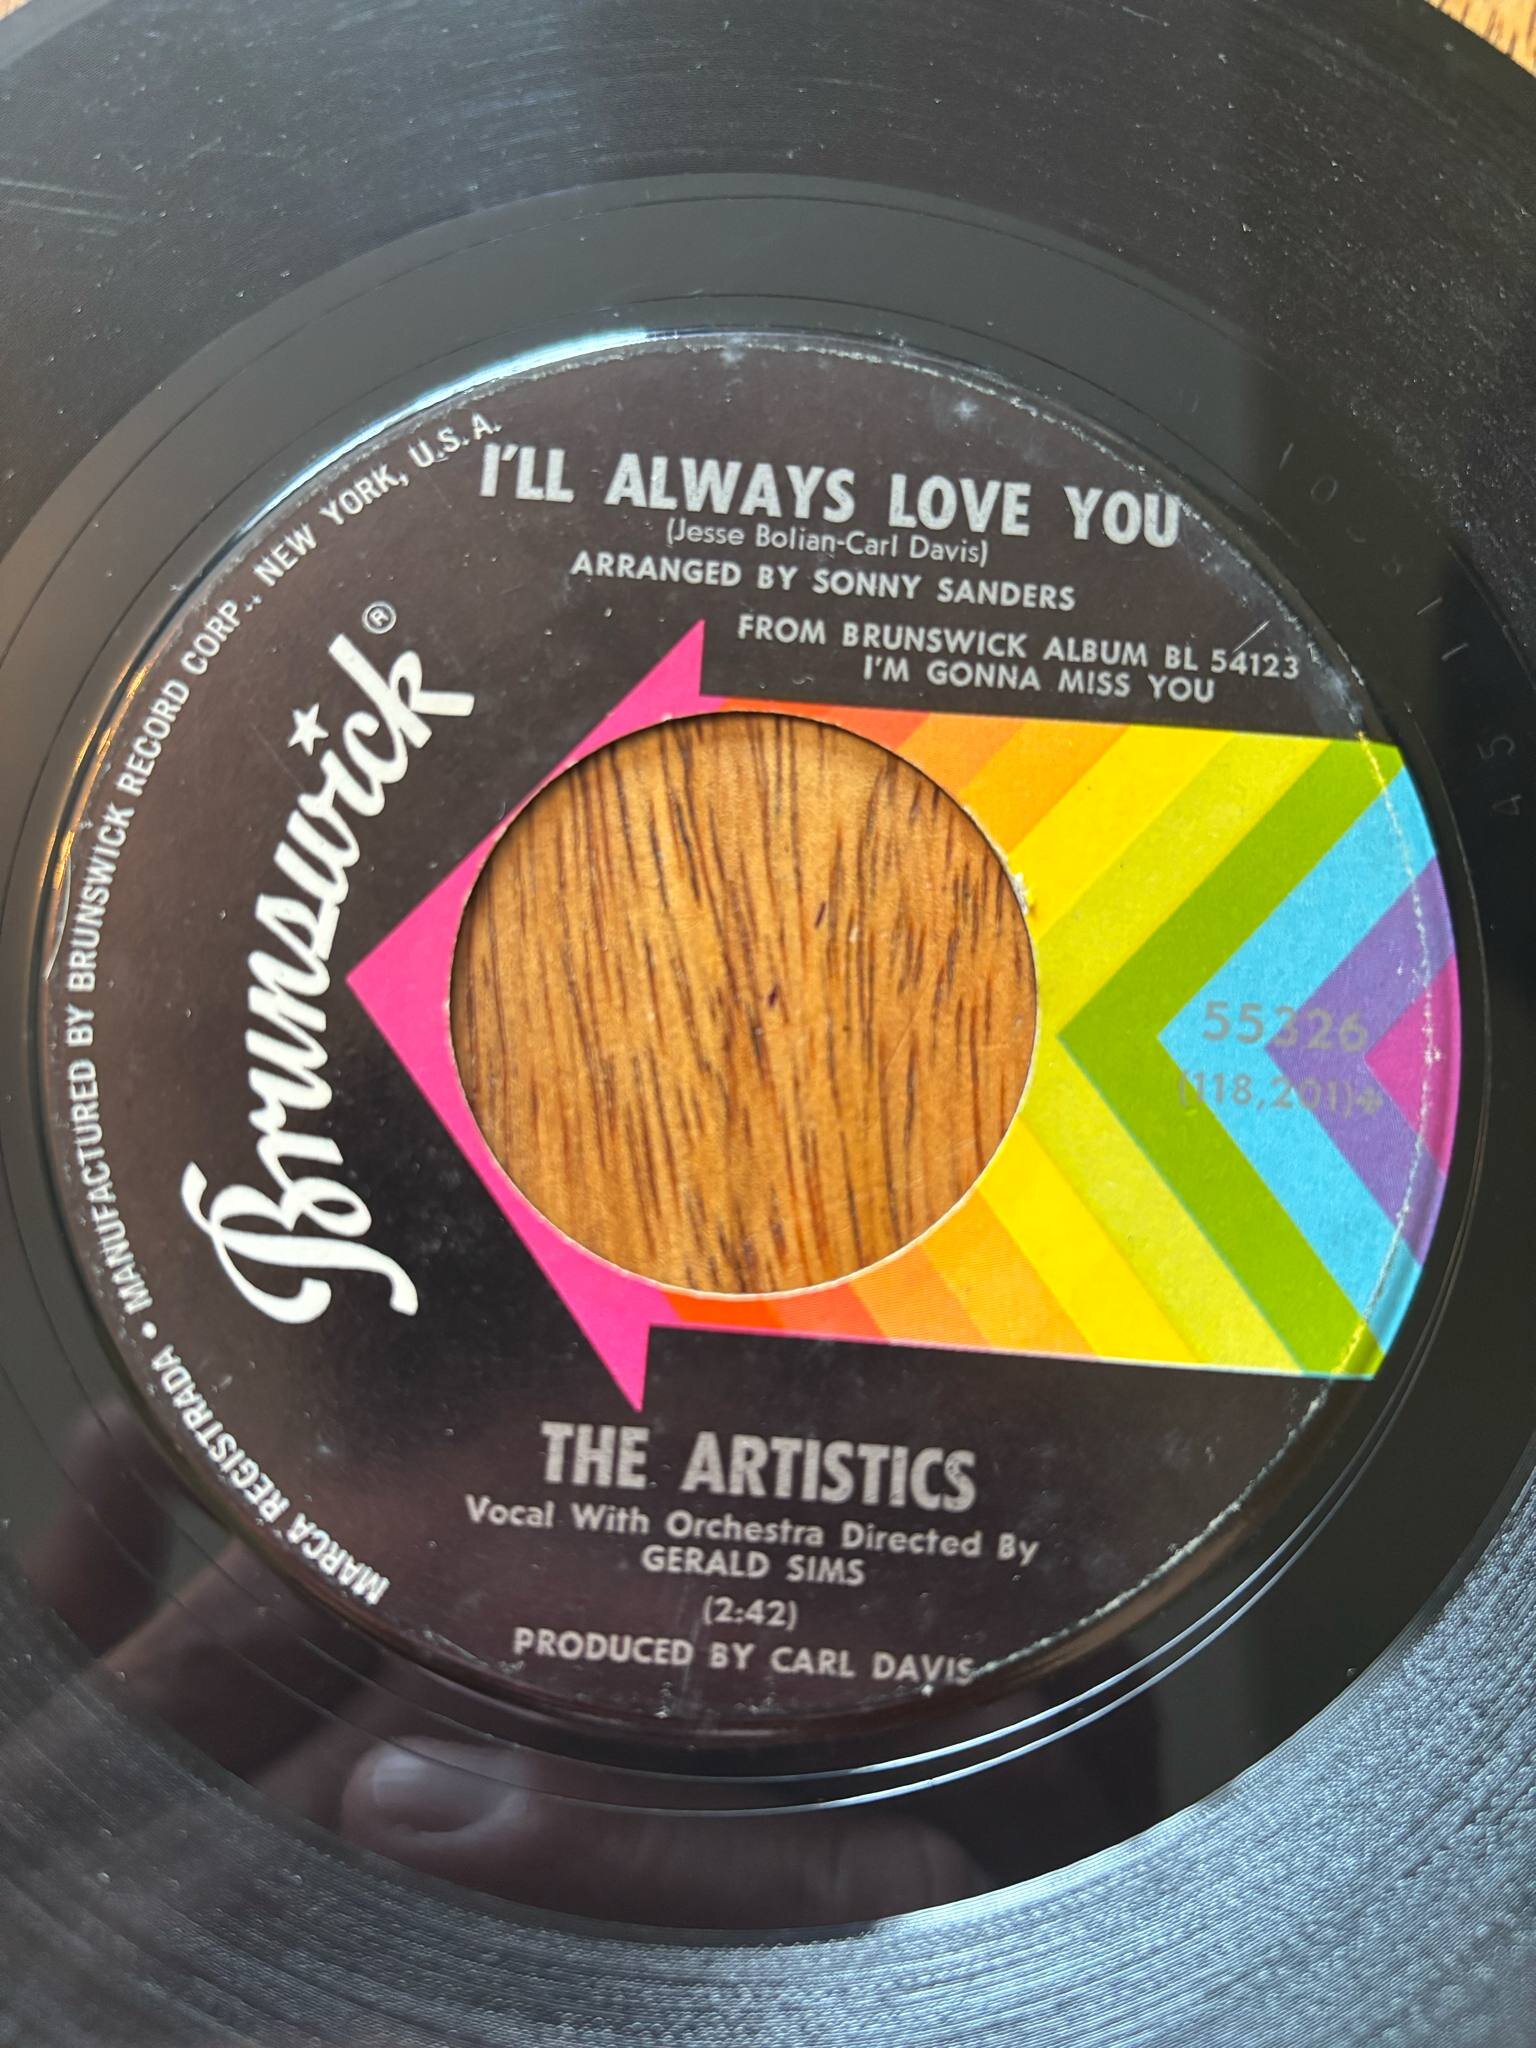 I'LL ALWAYS LOVE YOU
(Jesse Bolian-Carl Davis)
ARRANGED BY SONNY SANDERS
FROM BRUNSWICK ALBUM BL 54123
I'M GONNA MISS YOU
Brunswick®
55326
(118,201)✤
THE ARTISTICS
Vocal With Orchestra Directed By
GERALD SIMS
(2:42)
PRODUCED BY CARL DAVIS
MARCA REGISTRADA • MANUFACTURED BY BRUNSWICK RECORD CORP., NEW YORK, U.S.A.